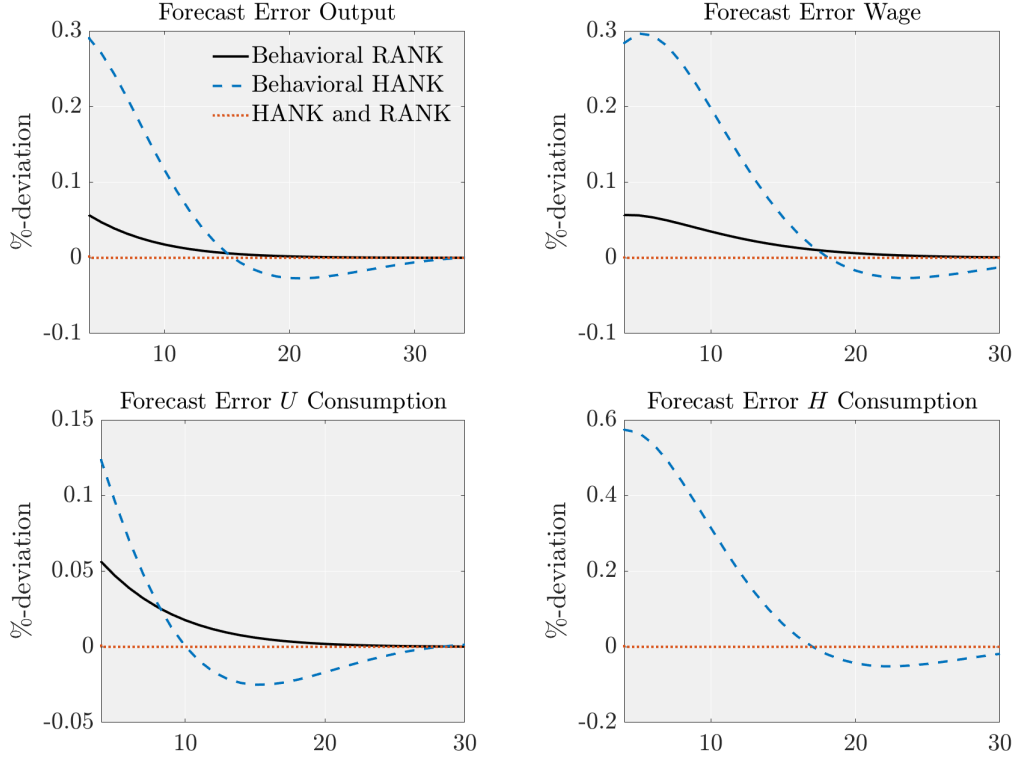 Forecast Error Output
%-deviation
0.3
0.2
0.1
0
-0.1
10
20
30
Behavioral RANK
Behavioral HANK
HANK and RANK
Forecast Error Wage
%-deviation
0.3
0.2
0.1
0
-0.1
10
20
30
Forecast Error U Consumption
%-deviation
0.15
0.1
0.05
0
-0.05
10
20
30
Forecast Error H Consumption
%-deviation
0.6
0.4
0.2
0
-0.2
10
20
30